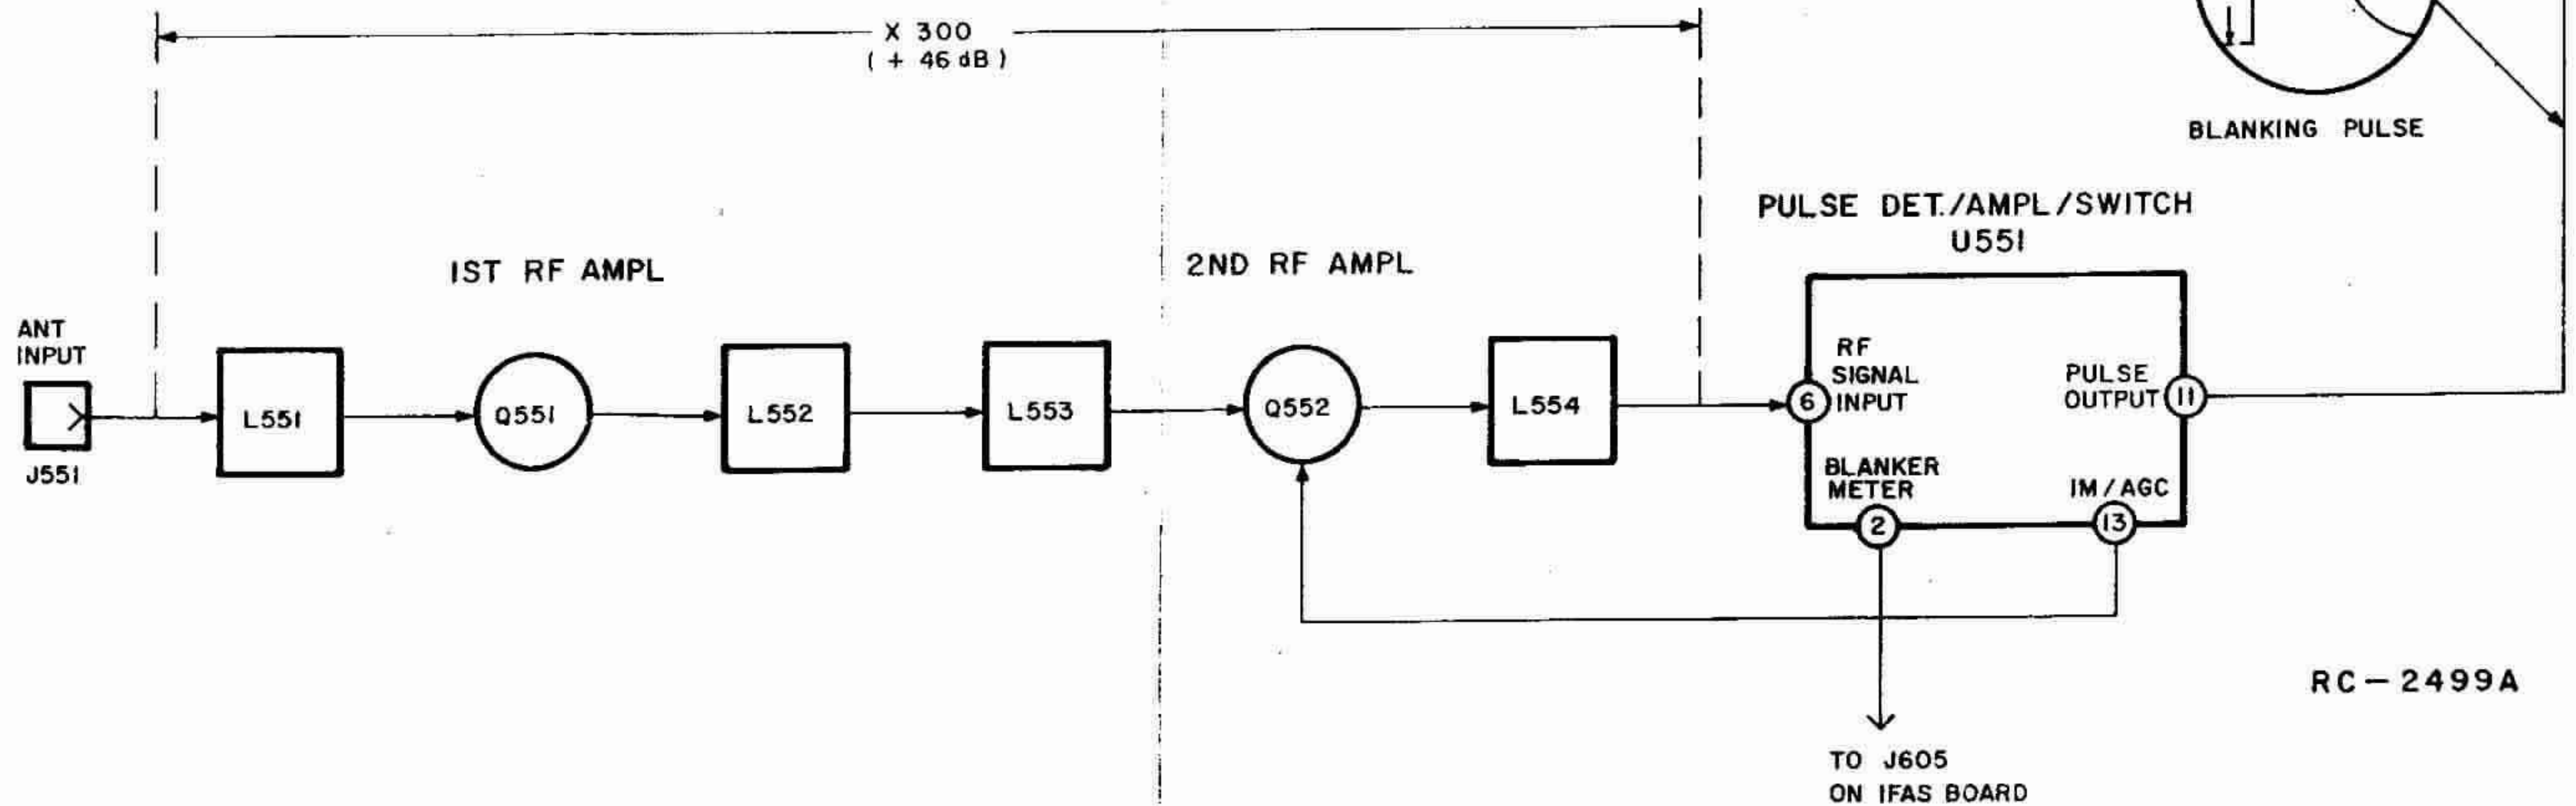 X 300
( + 46 dB )
BLANKING PULSE
PULSE DET./AMPL/SWITCH
U551
1ST RF AMPL
2ND RF AMPL
ANT
INPUT
J551
L551
Q551
L552
L553
Q552
L554
6
RF
SIGNAL
INPUT
PULSE
OUTPUT
11
BLANKER
METER
2
IM/AGC
13
TO J605
ON IFAS BOARD
RC-2499A